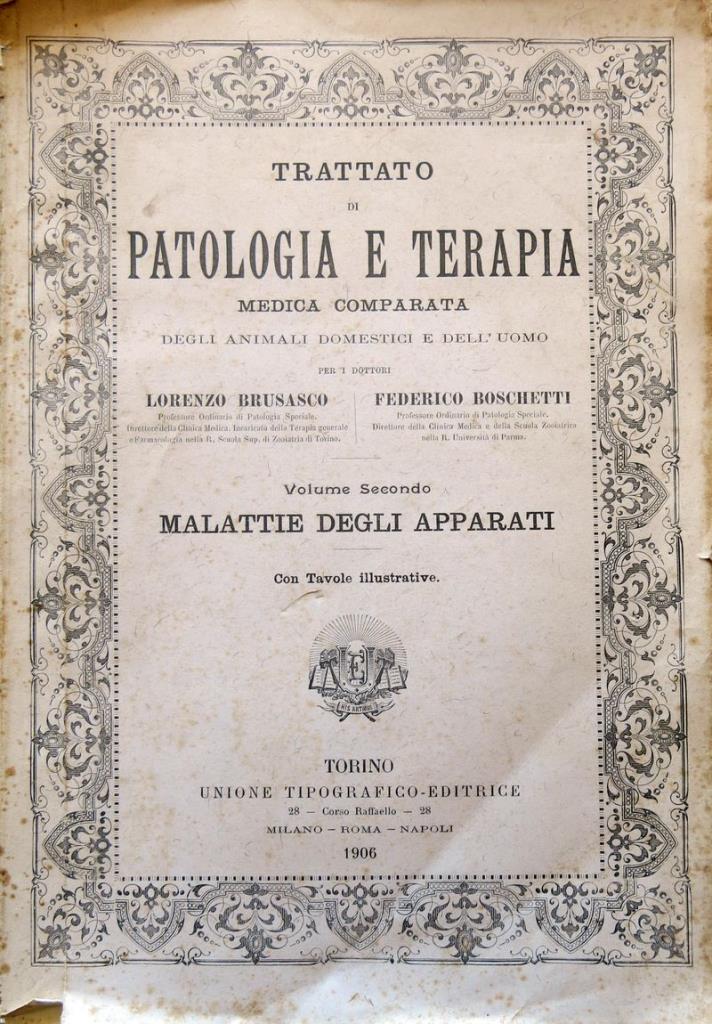 TRATTATO
DI
PATOLOGIA E TERAPIA
MEDICA COMPARATA
DEGLI ANIMALI DOMESTICI E DELL'UOMO
PER I DOTTORI
LORENZO BRUSASCO
Professore Ordinario di Patologia Speciale.
Direttore della Clinica Medica. Incaricato della Terapia generale
e Farmacologia nella R. Scuola Sup. di Zooiatria di Torino.
FEDERICO BOSCHETTI
Professore Ordinario di Patologia Speciale.
Direttore della Clinica Medica e della Scuola Zooiatrica
nella R. Università di Parma.
Volume Secondo
MALATTIE DEGLI APPARATI
Con Tavole illustrative.
HIS ARTIBUS
TORINO
UNIONE TIPOGRAFICO-EDITRICE
28 — Corso Raffaello — 28
MILANO – ROMA – NAPOLI
1906